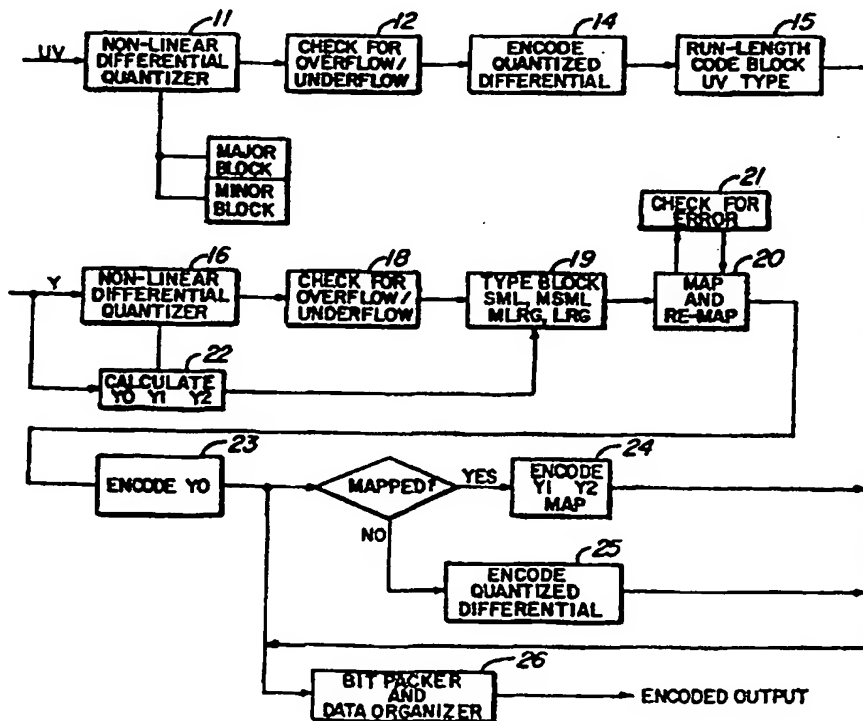 11
12
14
15
UV
NON-LINEAR
DIFFERENTIAL
QUANTIZER
CHECK FOR
OVERFLOW/
UNDERFLOW
ENCODE
QUANTIZED
DIFFERENTIAL
RUN-LENGTH
CODE BLOCK
UV TYPE
MAJOR
BLOCK
MINOR
BLOCK
21
CHECK FOR
ERROR
16
18
19
20
Y
NON-LINEAR
DIFFERENTIAL
QUANTIZER
CHECK FOR
OVERFLOW/
UNDERFLOW
TYPE BLOCK
SML, MSML
MLRG, LRG
MAP
AND
RE-MAP
22
CALCULATE
Y0 Y1 Y2
23
ENCODE Y0
MAPPED?
YES
NO
24
ENCODE
Y1 Y2
MAP
25
ENCODE
QUANTIZED
DIFFERENTIAL
26
BIT PACKER
AND
DATA ORGANIZER
ENCODED OUTPUT